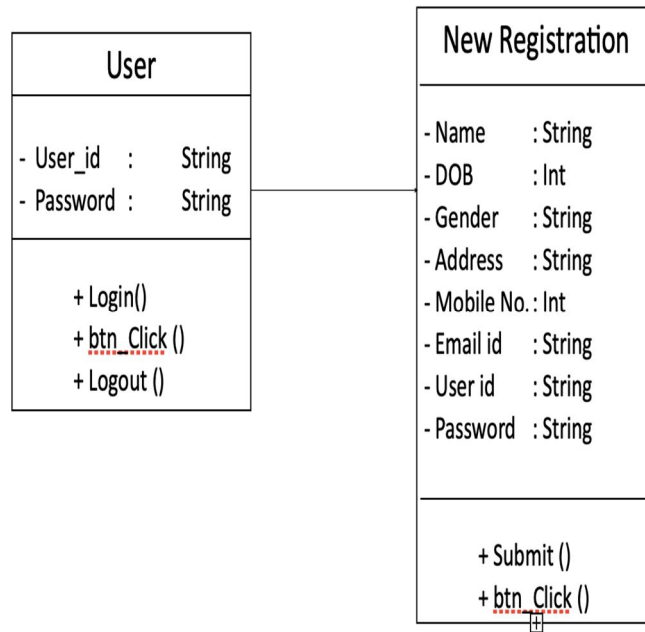 User
- User_id : String
- Password : String
+ Login()
+ btn_Click ()
+ Logout ()
New Registration
- Name : String
- DOB : Int
- Gender : String
- Address : String
- Mobile No. : Int
- Email id : String
- User id : String
- Password : String
+ Submit ()
+ btn_Click ()